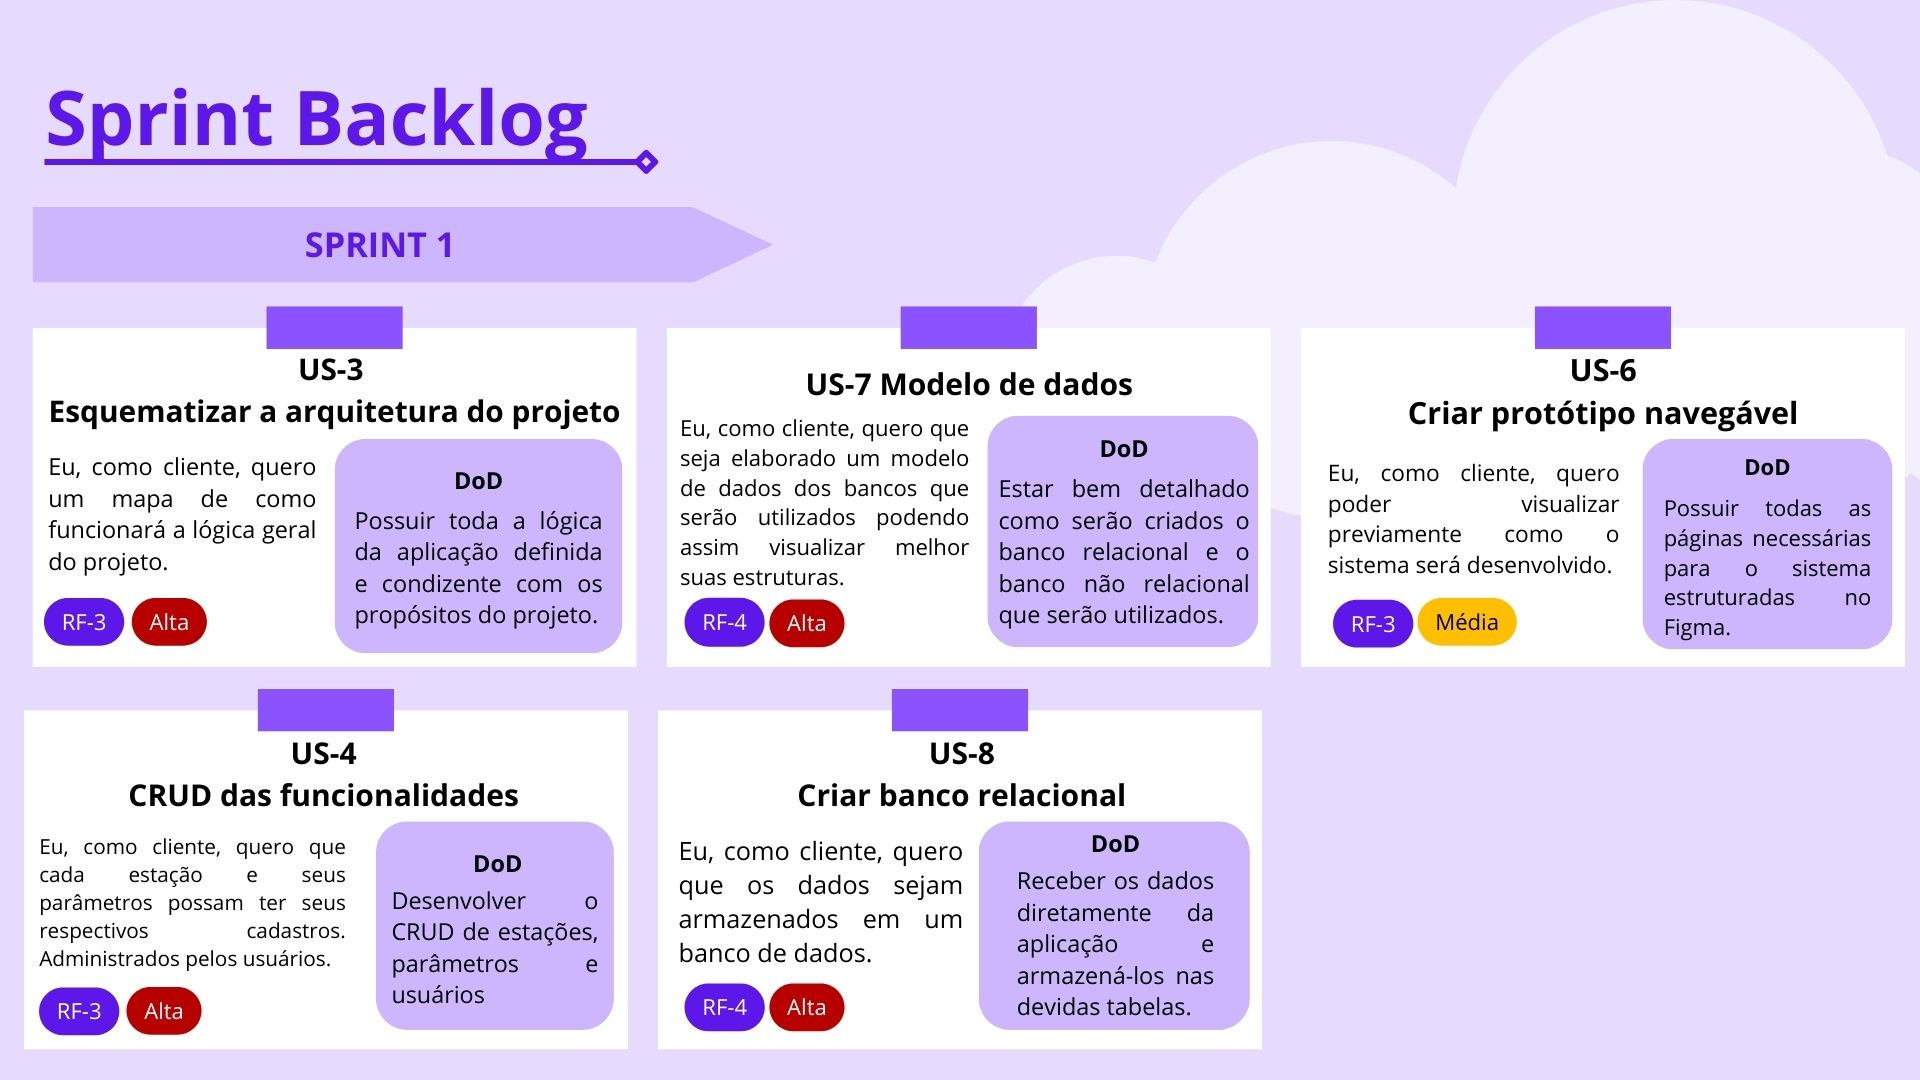 Sprint Backlog
SPRINT 1
US-3
Esquematizar a arquitetura do projeto
Eu, como cliente, quero
um mapa de como
funcionará a lógica geral
do projeto.
RF-3
Alta
DoD
Possuir toda a lógica
da aplicação definida
e condizente com os
propósitos do projeto.
US-7 Modelo de dados
Eu, como cliente, quero que
seja elaborado um modelo
de dados dos bancos que
serão utilizados podendo
assim visualizar melhor
suas estruturas.
RF-4
Alta
DoD
Estar bem detalhado
como serão criados o
banco relacional e o
banco não relacional
que serão utilizados.
US-6
Criar protótipo navegável
Eu, como cliente, quero
poder visualizar
previamente como o
sistema será desenvolvido.
RF-3
Média
DoD
Possuir todas as
páginas necessárias
para o sistema
estruturadas no
Figma.
US-4
CRUD das funcionalidades
Eu, como cliente, quero que
cada estação e seus
parâmetros possam ter seus
respectivos cadastros.
Administrados pelos usuários.
RF-3
Alta
DoD
Desenvolver o
CRUD de estações,
parâmetros e
usuários
US-8
Criar banco relacional
Eu, como cliente, quero
que os dados sejam
armazenados em um
banco de dados.
RF-4
Alta
DoD
Receber os dados
diretamente da
aplicação e
armazená-los nas
devidas tabelas.